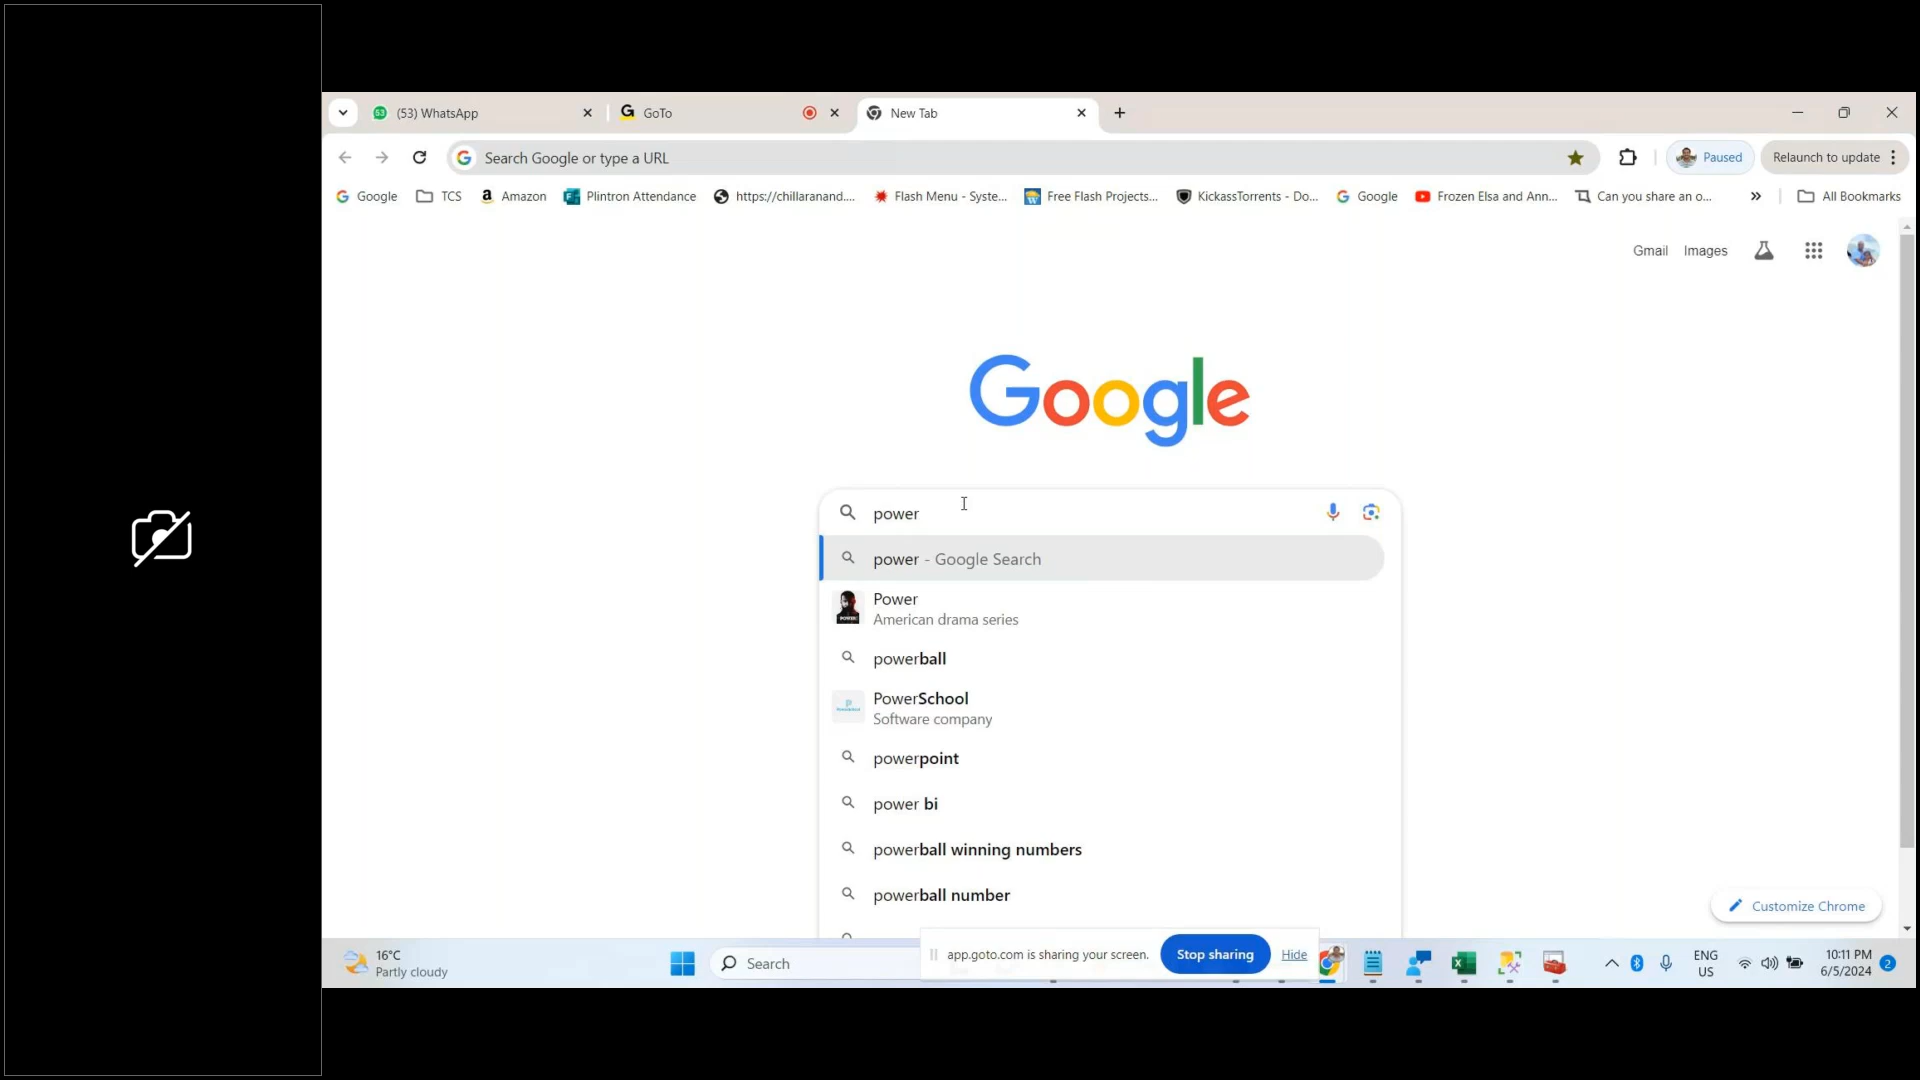 53 (53) WhatsApp
G GoTo
New Tab
G Search Google or type a URL
Paused
Relaunch to update
G Google
TCS
a Amazon
Plintron Attendance
https://chillaranand....
Flash Menu - Syste...
Free Flash Projects...
KickassTorrents - Do...
G Google
Frozen Elsa and Ann...
Can you share an o...
»
All Bookmarks
Gmail Images
Google
power
power - Google Search
Power
American drama series
powerball
PowerSchool
Software company
powerpoint
power bi
powerball winning numbers
powerball number
Customize Chrome
app.goto.com is sharing your screen. Stop sharing Hide
16°C
Partly cloudy
Search
ENG
US
10:11 PM
6/5/2024
2